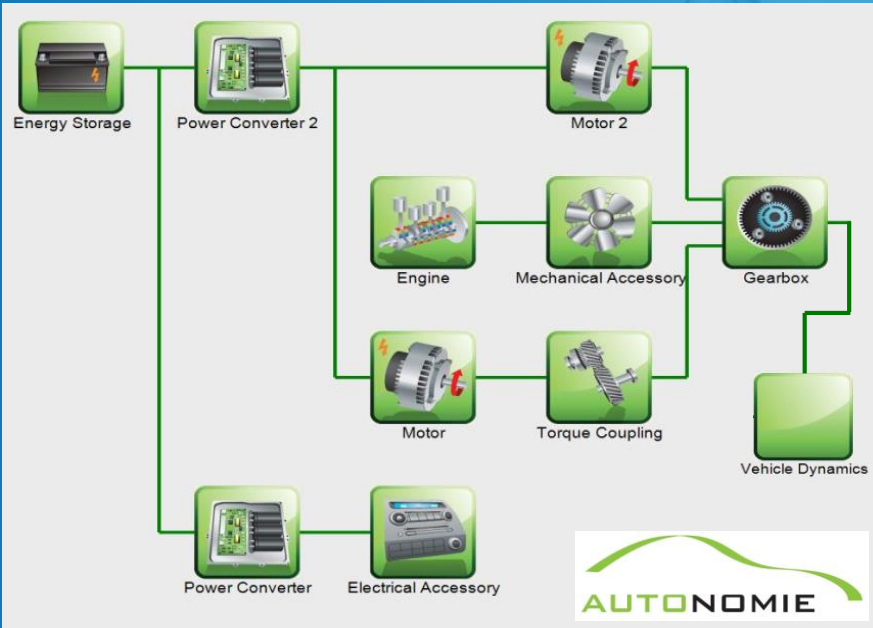 Energy Storage
Power Converter 2
Motor 2
Engine
Mechanical Accessory
Gearbox
Motor
Torque Coupling
Vehicle Dynamics
Power Converter
Electrical Accessory
AUTONOMIE